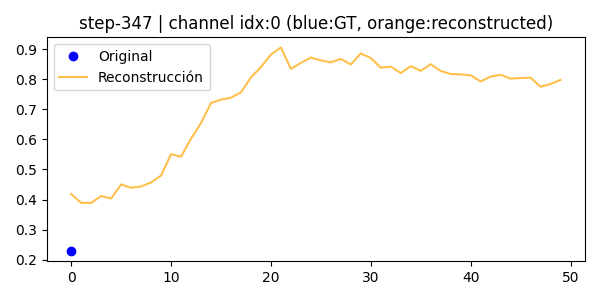 step-347 | channel idx:0 (blue:GT, orange:reconstructed)
Original
Reconstrucción
0.9
0.8
0.7
0.6
0.5
0.4
0.3
0.2
0 10 20 30 40 50